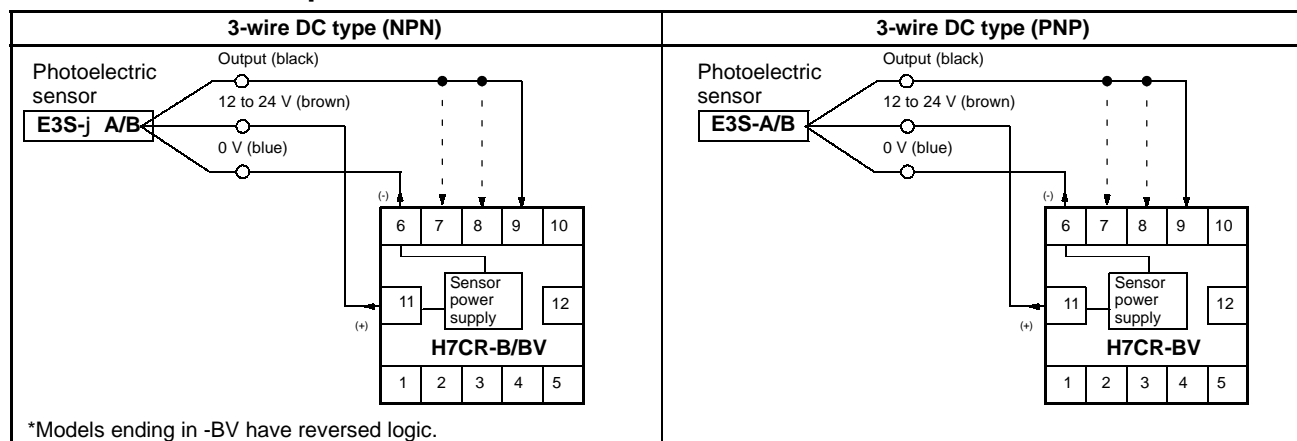 3-wire DC type (NPN)
Photoelectric
sensor
E3S-j A/B
Output (black)
12 to 24 V (brown)
0 V (blue)
(-)
6 7 8 9 10
11
Sensor
power
supply
12
(+)
H7CR-B/BV
1 2 3 4 5
*Models ending in -BV have reversed logic.
3-wire DC type (PNP)
Photoelectric
sensor
E3S-A/B
Output (black)
12 to 24 V (brown)
0 V (blue)
(-)
6 7 8 9 10
11
Sensor
power
supply
12
(+)
H7CR-BV
1 2 3 4 5